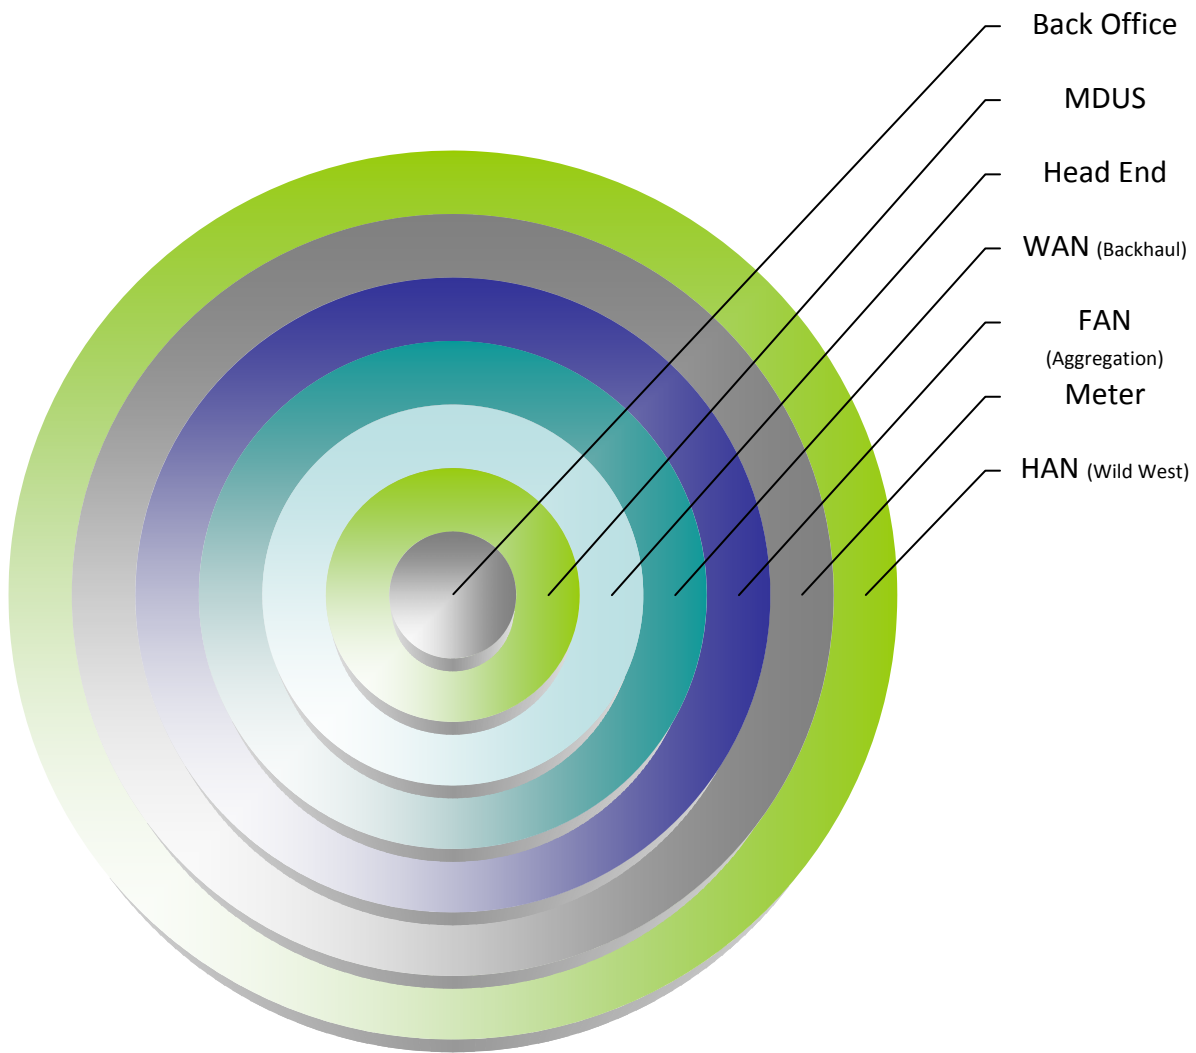 Back Office
MDUS
Head End
WAN (Backhaul)
FAN
(Aggregation)
Meter
HAN (Wild West)